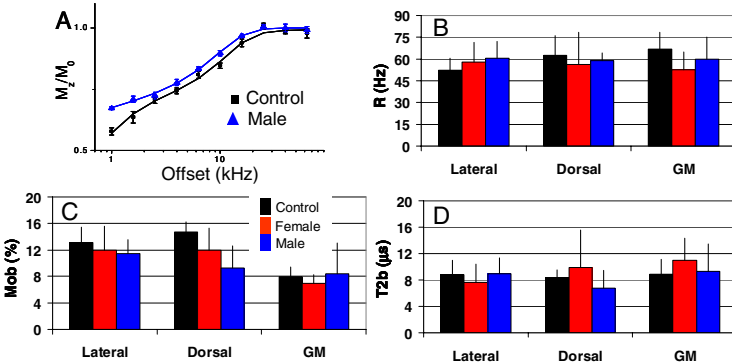 A
1.0
0.5
Mz/M0
1
10
Offset (kHz)
Control
Male
B
R (Hz)
90
75
60
45
30
15
0
Lateral Dorsal GM
C
Mob (%)
20
16
12
8
4
0
Control
Female
Male
Lateral Dorsal GM
D
T2b (µs)
20
16
12
8
4
0
Lateral Dorsal GM